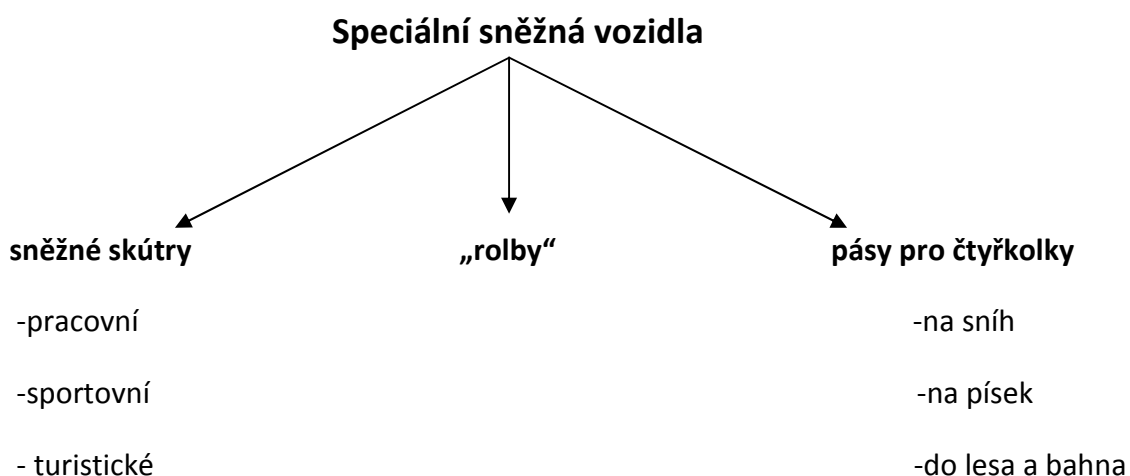 Speciální sněžná vozidla
sněžné skútry
„rolby“
pásy pro čtyřkolky
-pracovní
-na sníh
-sportovní
-na písek
- turistické
-do lesa a bahna